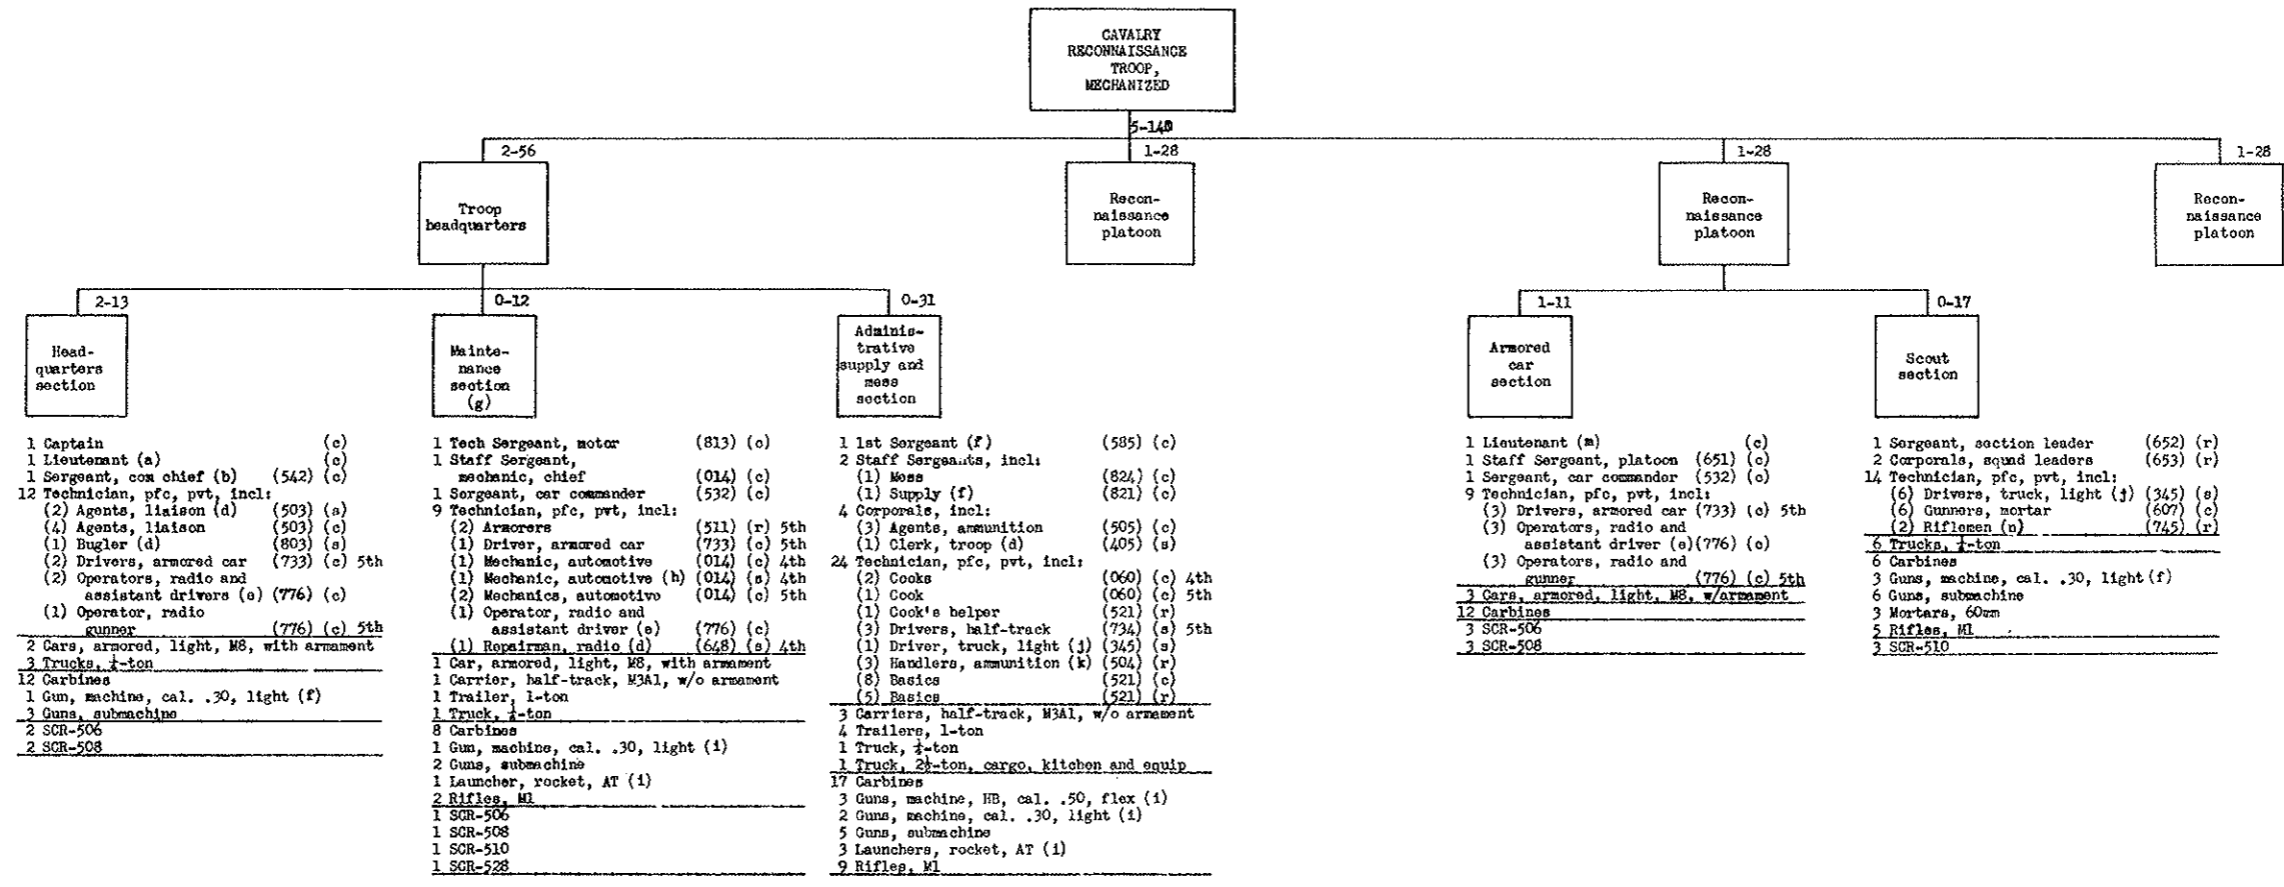 CAVALRY
RECONNAISSANCE
TROOP,
MECHANIZED
5-140
2-56
1-28
1-28
1-28
Troop
headquarters
Recon-
naissance
platoon
Recon-
naissance
platoon
Recon-
naissance
platoon
2-13
0-12
0-31
1-11
0-17
Head-
quarters
section
Mainte-
nance
section
(g)
Adminis-
trative
supply and
mess
section
Armored
car
section
Scout
section
1 Captain (c)
1 Lieutenant (a) (c)
1 Sergeant, com chief (b) (542) (c)
12 Technician, pfc, pvt, incl:
(2) Agents, liaison (d) (503) (s)
(4) Agents, liaison (503) (c)
(1) Bugler (d) (803) (s)
(2) Drivers, armored car (733) (c) 5th
(2) Operators, radio and
assistant drivers (e) (776) (c)
(1) Operator, radio
gunner (776) (c) 5th
2 Cars, armored, light, M8, with armament
3 Trucks, ¼-ton
12 Carbines
1 Gun, machine, cal. .30, light (f)
3 Guns, submachine
2 SCR-506
2 SCR-508
1 Tech Sergeant, motor (813) (c)
1 Staff Sergeant,
mechanic, chief (014) (c)
1 Sergeant, car commander (532) (c)
9 Technician, pfc, pvt, incl:
(2) Armorers (511) (r) 5th
(1) Driver, armored car (733) (c) 5th
(1) Mechanic, automotive (014) (c) 4th
(1) Mechanic, automotive (h) (014) (s) 4th
(2) Mechanics, automotive (014) (c) 5th
(1) Operator, radio and
assistant driver (e) (776) (c)
(1) Repairman, radio (d) (648) (s) 4th
1 Car, armored, light, M8, with armament
1 Carrier, half-track, M3A1, w/o armament
1 Trailer, 1-ton
1 Truck, ¼-ton
8 Carbines
1 Gun, machine, cal. .30, light (i)
2 Guns, submachine
1 Launcher, rocket, AT (i)
2 Rifles, M1
1 SCR-506
1 SCR-508
1 SCR-510
1 SCR-528
1 1st Sergeant (f) (585) (c)
2 Staff Sergeants, incl:
(1) Mess (824) (c)
(1) Supply (f) (821) (c)
4 Corporals, incl:
(3) Agents, ammunition (505) (c)
(1) Clerk, troop (d) (405) (s)
24 Technician, pfc, pvt, incl:
(2) Cooks (060) (c) 4th
(1) Cook (060) (c) 5th
(1) Cook's helper (521) (r)
(3) Drivers, half-track (734) (s) 5th
(1) Driver, truck, light (j) (345) (s)
(3) Handlers, ammunition (k) (504) (r)
(8) Basics (521) (c)
(5) Basics (521) (r)
3 Carriers, half-track, M3A1, w/o armament
4 Trailers, 1-ton
1 Truck, ¼-ton
1 Truck, 2½-ton, cargo, kitchen and equip
17 Carbines
3 Guns, machine, HB, cal. .50, flex (i)
2 Guns, machine, cal. .30, light (i)
5 Guns, submachine
3 Launchers, rocket, AT (i)
9 Rifles, M1
1 Lieutenant (m) (c)
1 Staff Sergeant, platoon (651) (c)
1 Sergeant, car commander (532) (c)
9 Technician, pfc, pvt, incl:
(3) Drivers, armored car (733) (c) 5th
(3) Operators, radio and
assistant driver (e)(776) (c)
(3) Operators, radio and
gunner (776) (c) 5th
3 Cars, armored, light, M8, w/armament
12 Carbines
3 SCR-506
3 SCR-508
1 Sergeant, section leader (652) (r)
2 Corporals, squad leaders (653) (r)
14 Technician, pfc, pvt, incl:
(6) Drivers, truck, light (j) (345) (s)
(6) Gunners, mortar (607) (c)
(2) Riflemen (n) (745) (r)
6 Trucks, ¼-ton
6 Carbines
3 Guns, machine, cal. .30, light (f)
6 Guns, submachine
3 Mortars, 60mm
5 Rifles, M1
3 SCR-510